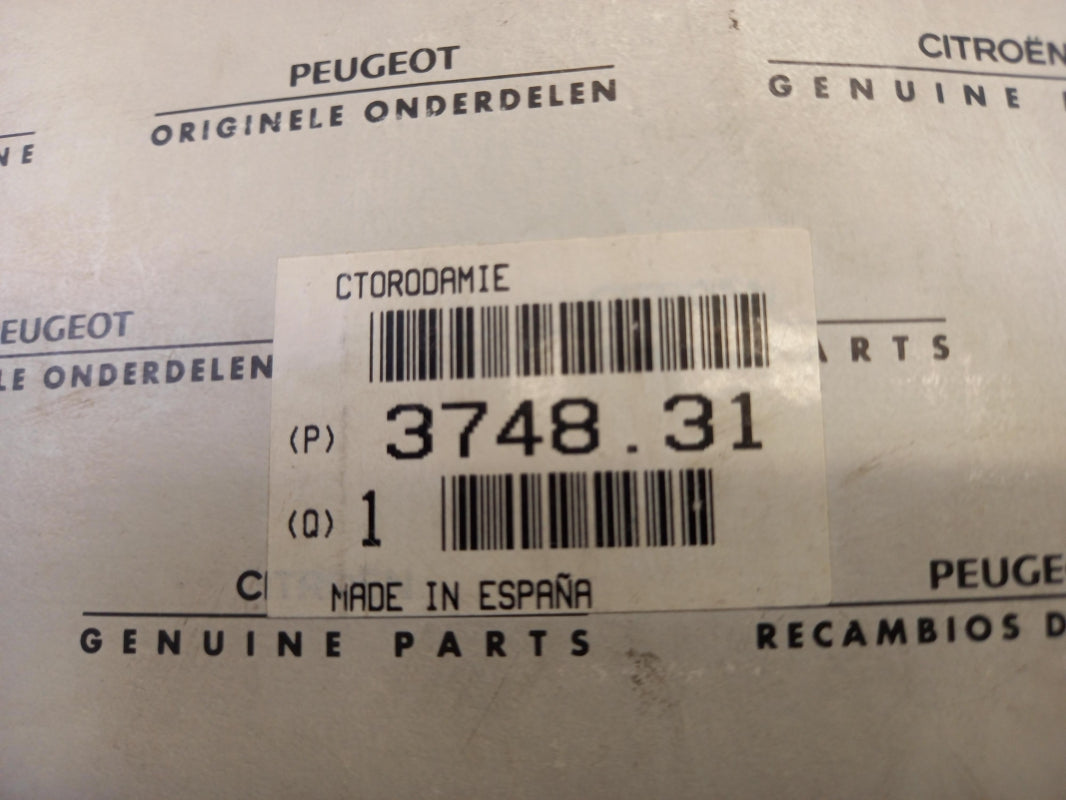 PEUGEOT
ORIGINELE ONDERDELEN
CITROËN
GENUINE
NE
CTORODAMIE
EUGEOT
LE ONDERDELEN
ARTS
(P) 3748.31
(Q) 1
MADE IN ESPAÑA
GENUINE PARTS
PEUGE
RECAMBIOS D